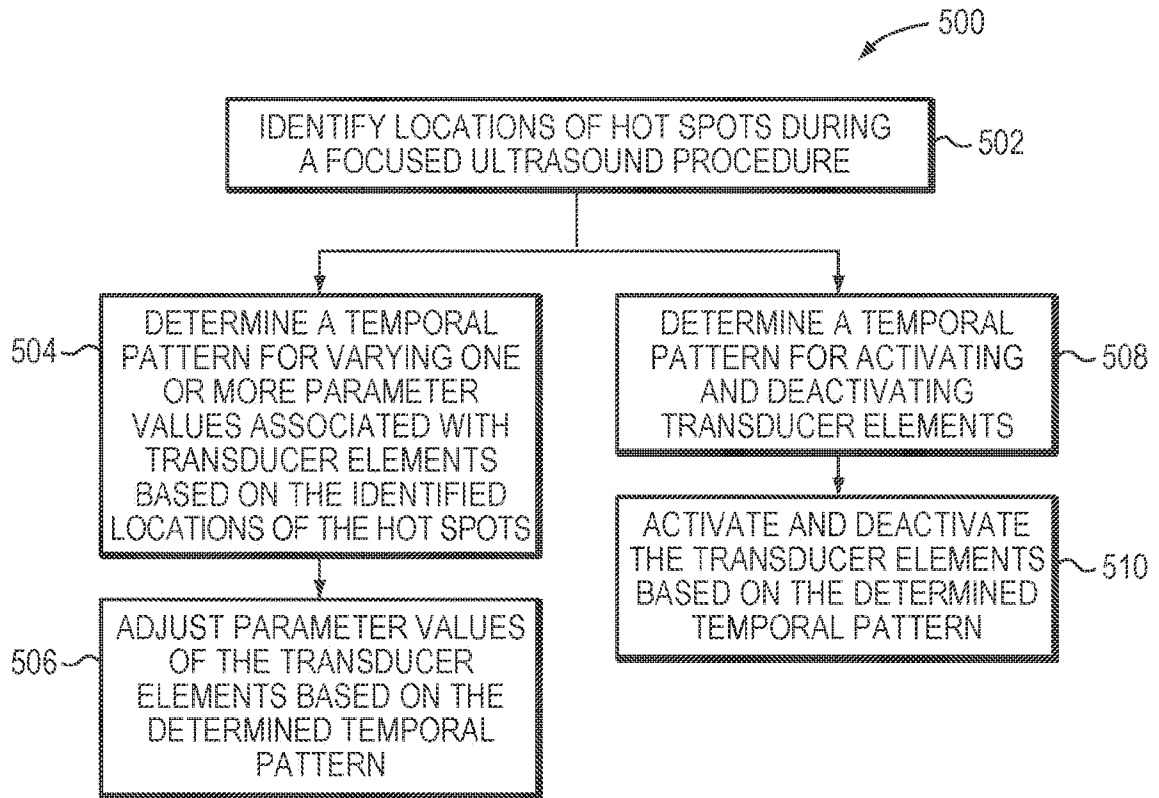 500
IDENTIFY LOCATIONS OF HOT SPOTS DURING
A FOCUSED ULTRASOUND PROCEDURE
502
504
DETERMINE A TEMPORAL
PATTERN FOR VARYING ONE
OR MORE PARAMETER
VALUES ASSOCIATED WITH
TRANSDUCER ELEMENTS
BASED ON THE IDENTIFIED
LOCATIONS OF THE HOT SPOTS
506
ADJUST PARAMETER VALUES
OF THE TRANSDUCER
ELEMENTS BASED ON THE
DETERMINED TEMPORAL
PATTERN
DETERMINE A TEMPORAL
PATTERN FOR ACTIVATING
AND DEACTIVATING
TRANSDUCER ELEMENTS
508
ACTIVATE AND DEACTIVATE
THE TRANSDUCER ELEMENTS
BASED ON THE DETERMINED
TEMPORAL PATTERN
510